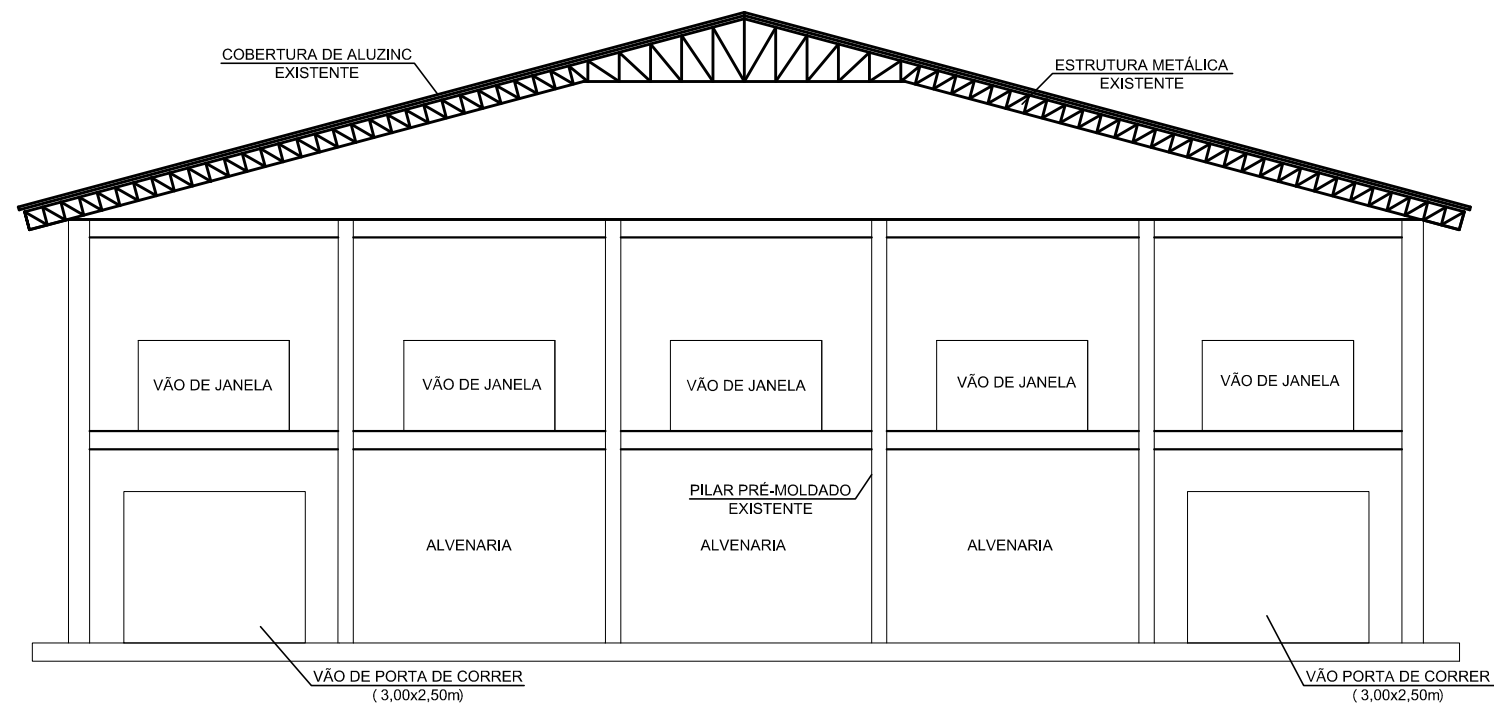 COBERTURA DE ALUZINC
EXISTENTE
ESTRUTURA METÁLICA
EXISTENTE
VÃO DE JANELA
VÃO DE JANELA
VÃO DE JANELA
VÃO DE JANELA
VÃO DE JANELA
PILAR PRÉ-MOLDADO
EXISTENTE
ALVENARIA
ALVENARIA
ALVENARIA
VÃO DE PORTA DE CORRER
( 3,00x2,50m)
VÃO PORTA DE CORRER
( 3,00x2,50m)